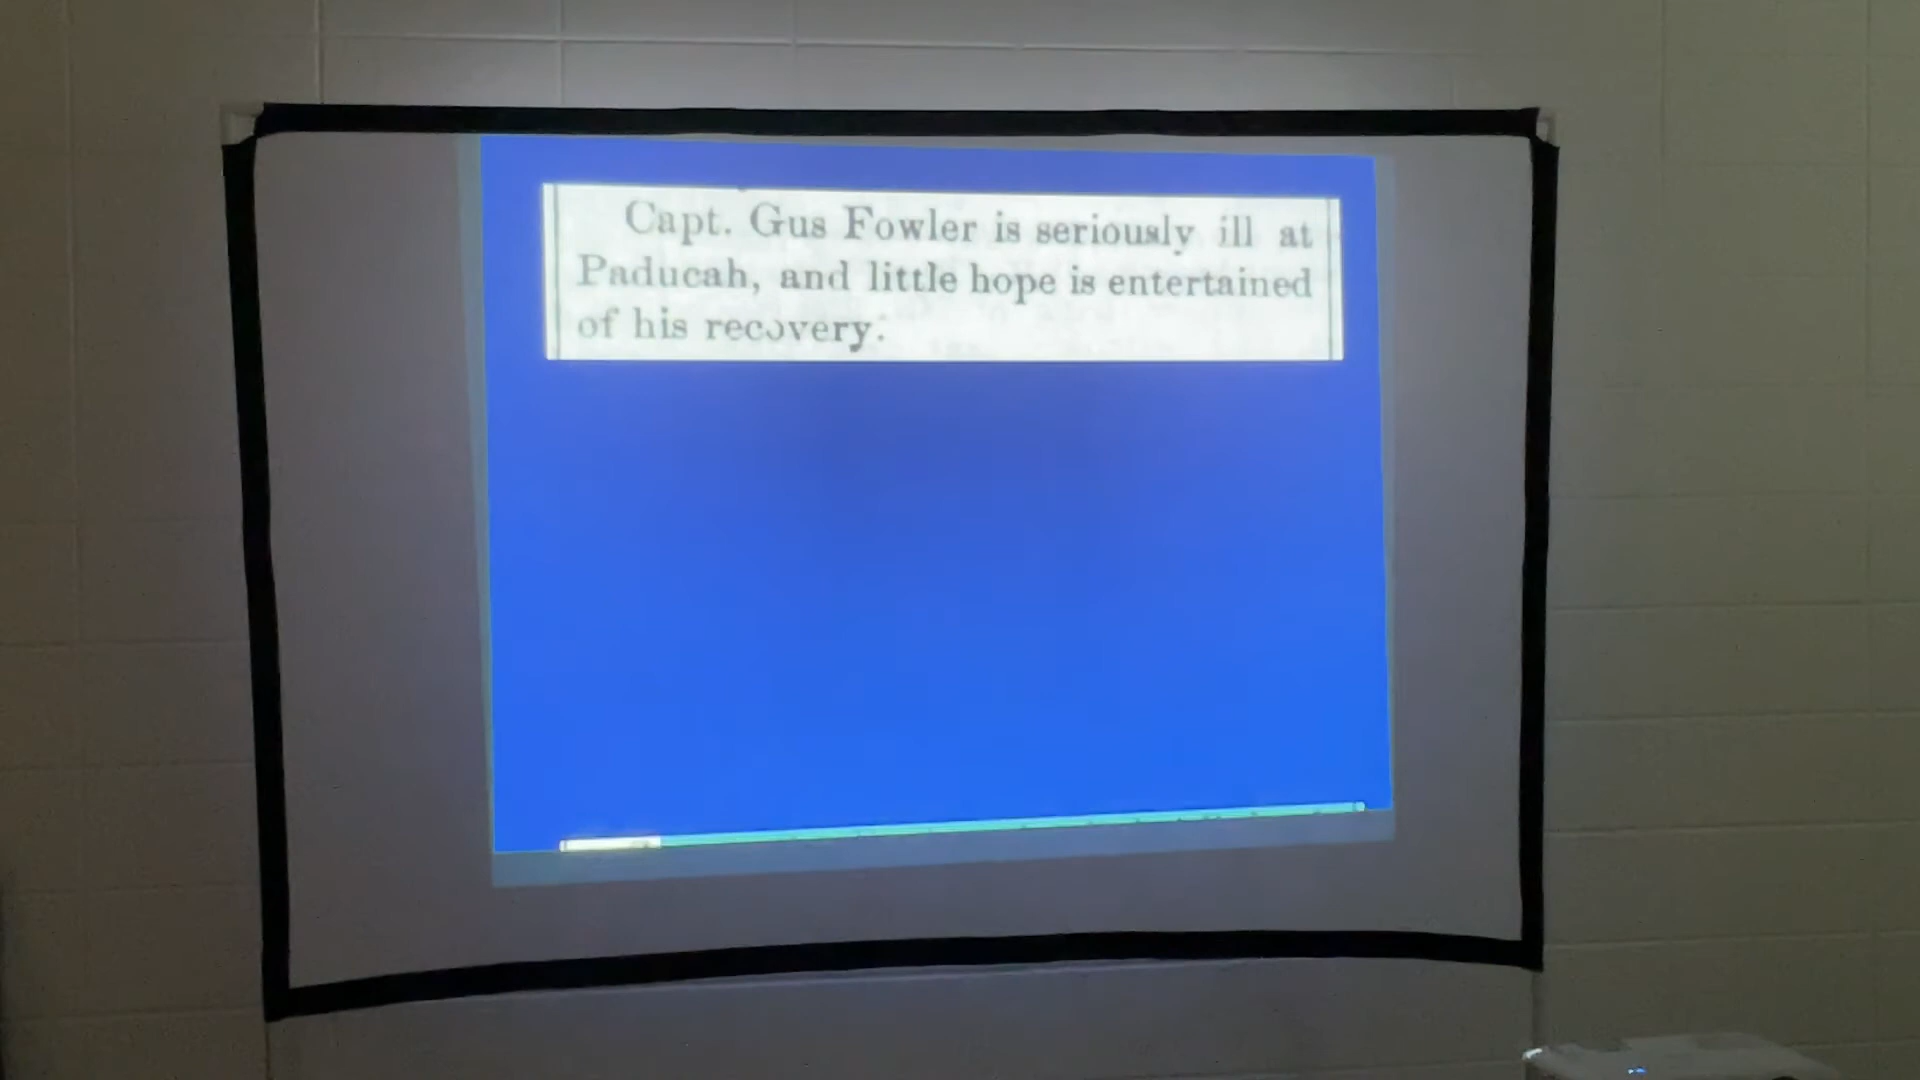 Capt. Gus Fowler is seriously ill at
Paducah, and little hope is entertained
of his recovery.